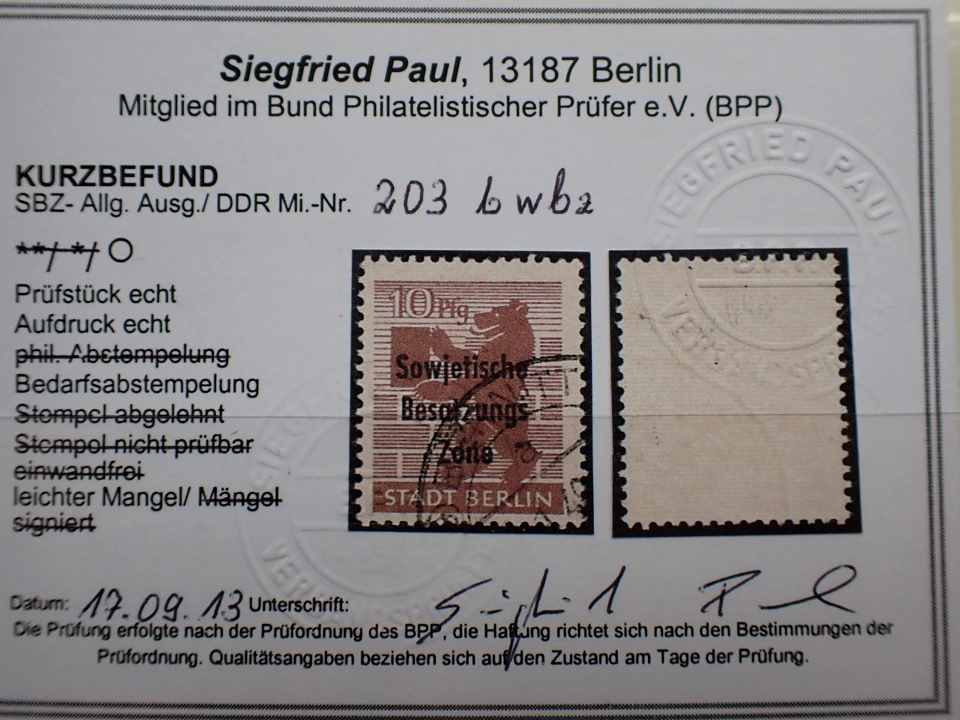 Siegfried Paul, 13187 Berlin
Mitglied im Bund Philatelistischer Prüfer e.V. (BPP)
KURZBEFUND
SBZ- Allg. Ausg./ DDR Mi.-Nr. 203 b wbz
**/ */ O
Prüfstück echt
Aufdruck echt
phil. Abstempelung
Bedarfsabstempelung
Stempel abgelehnt
Stempel nicht prüfbar
einwandfrei
leichter Mangel/ Mängel
signiert
10 Pfg
Sowjetische
Besatzungs
Zone
STADT BERLIN
SIEGFRIED PAUL
Datum: 17.09.13 Unterschrift:
Die Prüfung erfolgte nach der Prüfordnung des BPP, die Haftung richtet sich nach den Bestimmungen der
Prüfordnung. Qualitätsangaben beziehen sich auf den Zustand am Tage der Prüfung.